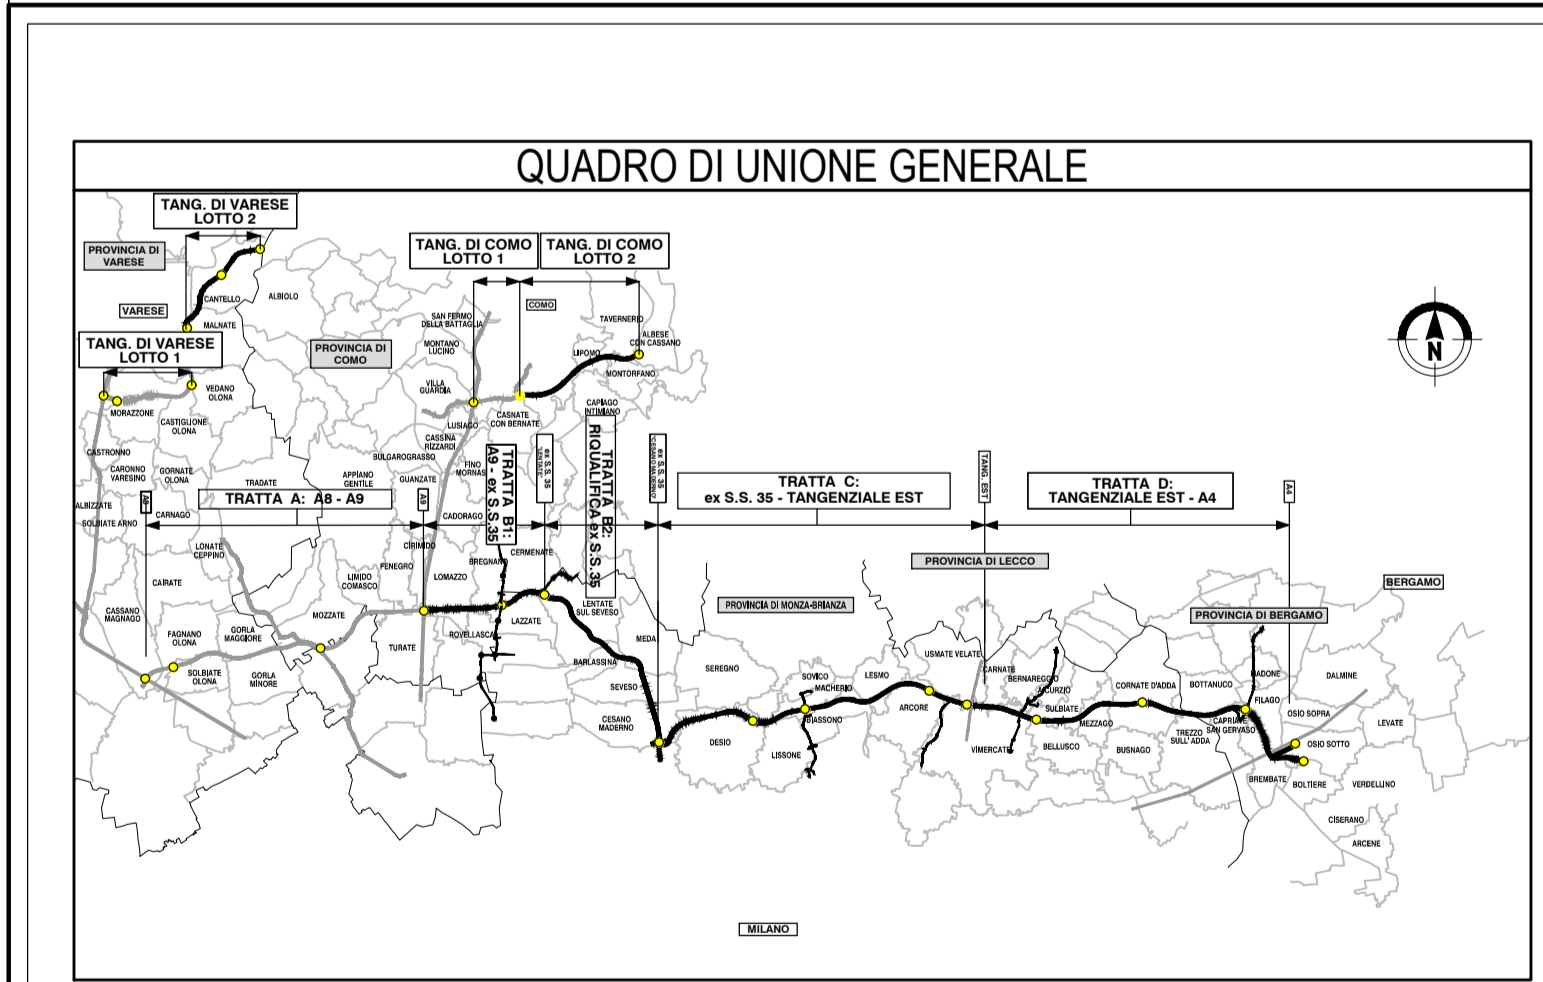 QUADRO DI UNIONE GENERALE
TANG. DI VARESE
LOTTO 2
PROVINCIA DI
VARESE
VARESE
CANTELLO
ALBIOLO
MALNATE
TANG. DI VARESE
LOTTO 1
PROVINCIA DI
COMO
TANG. DI COMO
LOTTO 1
TANG. DI COMO
LOTTO 2
COMO
SAN FERMO
DELLA BATTAGLIA
MONTANO
LUCINO
VILLA
GUARDIA
TAVERNERIO
ALBESE
CON CASSANO
LIPOMO
MONTORFANO
CAPIAGO
INTIMIANO
CASNATE
CON BERNATE
LUSIAGO
CASSINA
RIZZARDI
BULGAROGRASSO
FINO
MORNAS
GUANZATE
APPIANO
GENTILE
CADORAGO
VEDANO
OLONA
MORAZZONE
CASTIGLIONE
OLONA
CASTRONNO
CARONNO
VARESINO
GORNATE
OLONA
TRADATE
ALBIZZATE
SOLBIATE ARNO
CARNAGO
LONATE
CEPPINO
CAIRATE
A8
TRATTA A: A8 - A9
A9
TRATTA B1:
A9 - ex S.S.35
ex S.S. 35
"LENTATE"
TRATTA B2:
RIQUALIFICA ex S.S.35
ex S.S. 35
"CESANO MADERNO"
TRATTA C:
ex S.S. 35 - TANGENZIALE EST
TANG. EST
TRATTA D:
TANGENZIALE EST - A4
A4
N
CIRIMIDO
FENEGRO
LIMIDO
COMASCO
LOMAZZO
BREGNANO
CERMENATE
LENTATE
SUL SEVESO
LAZZATE
ROVELLASCA
TURATE
MOZZATE
CASSANO
MAGNAGO
FAGNANO
OLONA
GORLA
MAGGIORE
SOLBIATE
OLONA
GORLA
MINORE
MEDA
BARLASSINA
SEVESO
CESANO
MADERNO
SEREGNO
DESIO
LISSONE
SOVICO
MACHERIO
BIASSONO
LESMO
ARCORE
PROVINCIA DI MONZA-BRIANZA
PROVINCIA DI LECCO
PROVINCIA DI BERGAMO
BERGAMO
USMATE VELATE
CARNATE
BERNAREGGIO
AICURZIO
SULBIATE
MEZZAGO
VIMERCATE
BELLUSCO
BUSNAGO
CORNATE D'ADDA
BOTTANUCO
TREZZO
SULL' ADDA
MADONE
FILAGO
CAPRIATE
SAN GERVASO
DALMINE
OSIO SOPRA
LEVATE
OSIO SOTTO
BREMBATE
BOLTIERE
VERDELLINO
CISERANO
ARCENE
MILANO